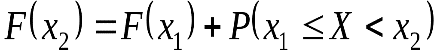 F(x₂) = F(x₁) + P(x₁ ≤ X < x₂)